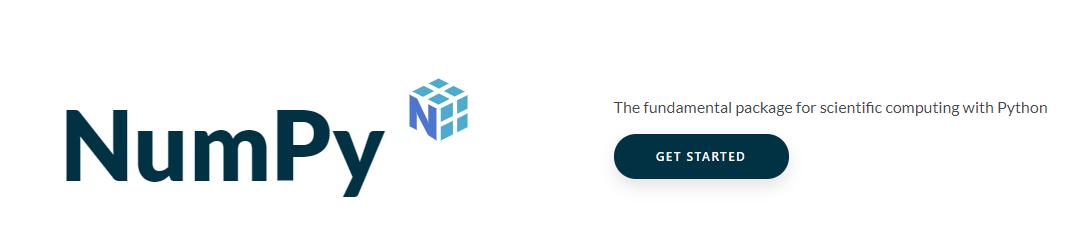 NumPy
The fundamental package for scientific computing with Python
GET STARTED